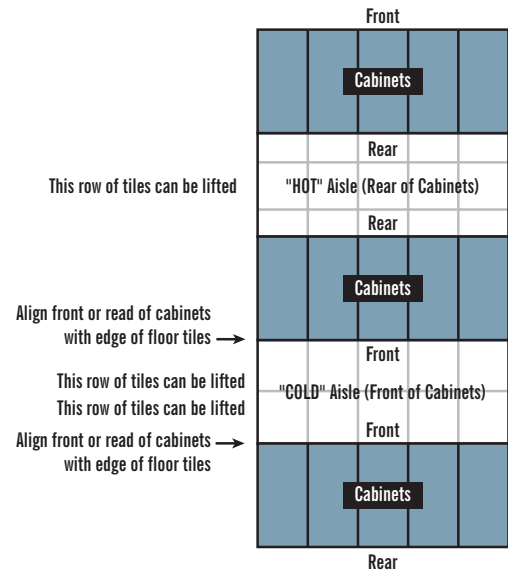 Front
Cabinets
Rear
This row of tiles can be lifted
"HOT" Aisle (Rear of Cabinets)
Rear
Cabinets
Align front or read of cabinets
with edge of floor tiles
Front
This row of tiles can be lifted
"COLD" Aisle (Front of Cabinets)
This row of tiles can be lifted
Front
Align front or read of cabinets
with edge of floor tiles
Cabinets
Rear